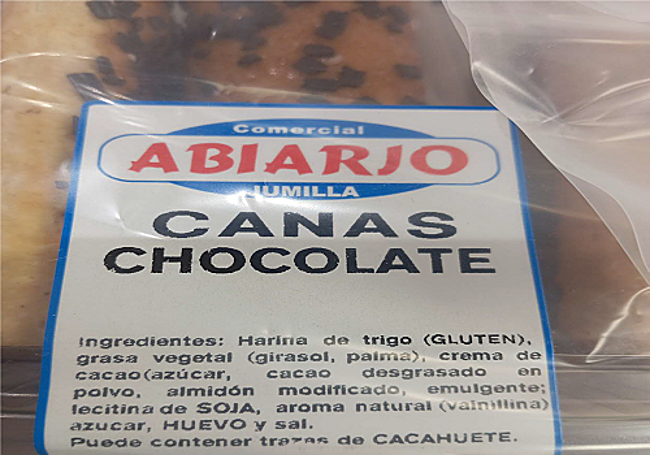 Comercial
ABIARJO
JUMILLA
CANAS
CHOCOLATE
Ingredientes: Harina de trigo (GLUTEN),
grasa vegetal (girasol, palma), crema de
cacao(azúcar, cacao desgrasado en
polvo, almidón modificado, emulgente;
lecitina de SOJA, aroma natural (vainillina)
azucar, HUEVO y sal.
Puede contener trazas de CACAHUETE.